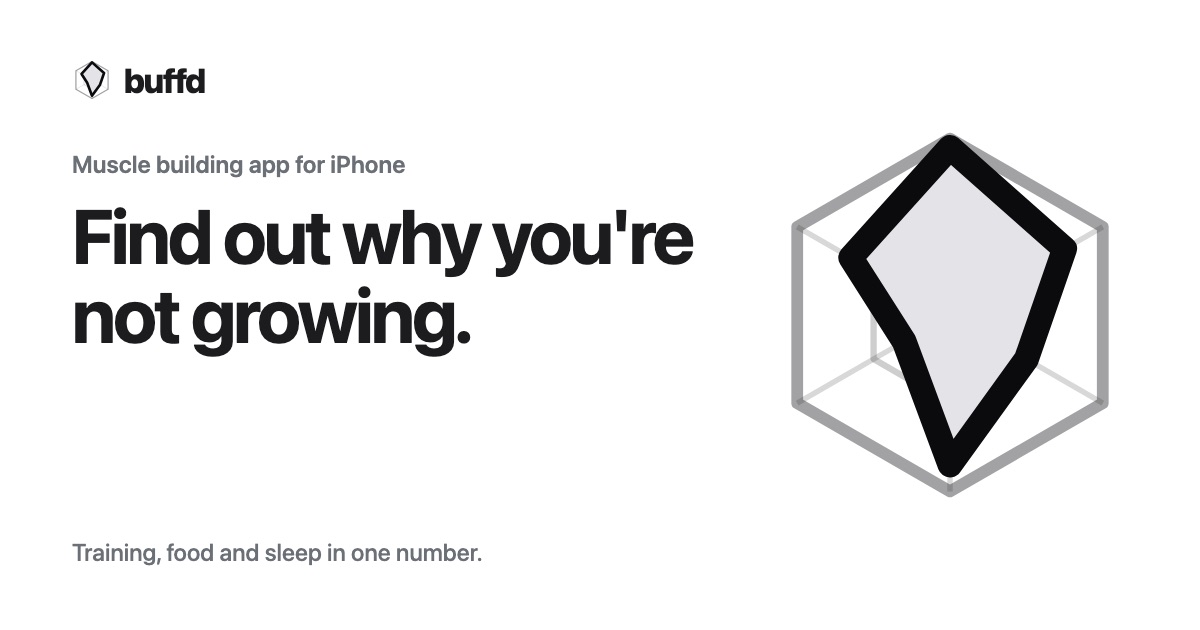 buffd
Muscle building app for iPhone
Find out why you're
not growing.
Training, food and sleep in one number.